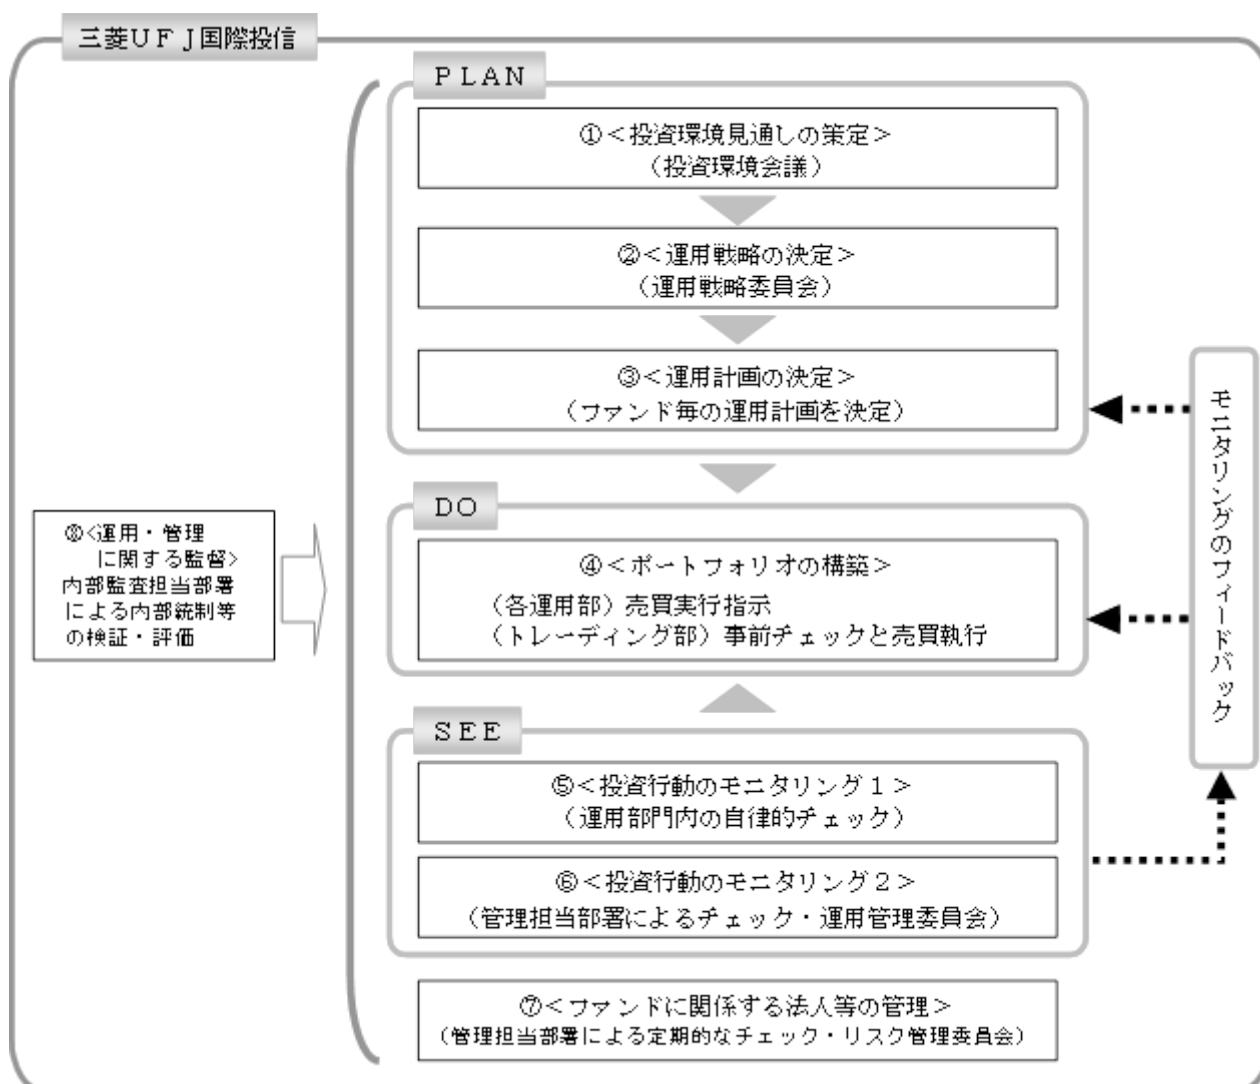 三菱ＵＦＪ国際投信
ＰＬＡＮ
①＜投資環境見通しの策定＞
（投資環境会議）
②＜運用戦略の決定＞
（運用戦略委員会）
③＜運用計画の決定＞
（ファンド毎の運用計画を決定）
ＤＯ
④＜ポートフォリオの構築＞
（各運用部）売買実行指示
（トレーディング部）事前チェックと売買執行
ＳＥＥ
⑤＜投資行動のモニタリング１＞
（運用部門内の自律的チェック）
⑥＜投資行動のモニタリング２＞
（管理担当部署によるチェック・運用管理委員会）
⑦＜ファンドに関係する法人等の管理＞
（管理担当部署による定期的なチェック・リスク管理委員会）
⑧<運用・管理
に関する監督>
内部監査担当部署
による内部統制等
の検証・評価
モニタリングのフィードバック